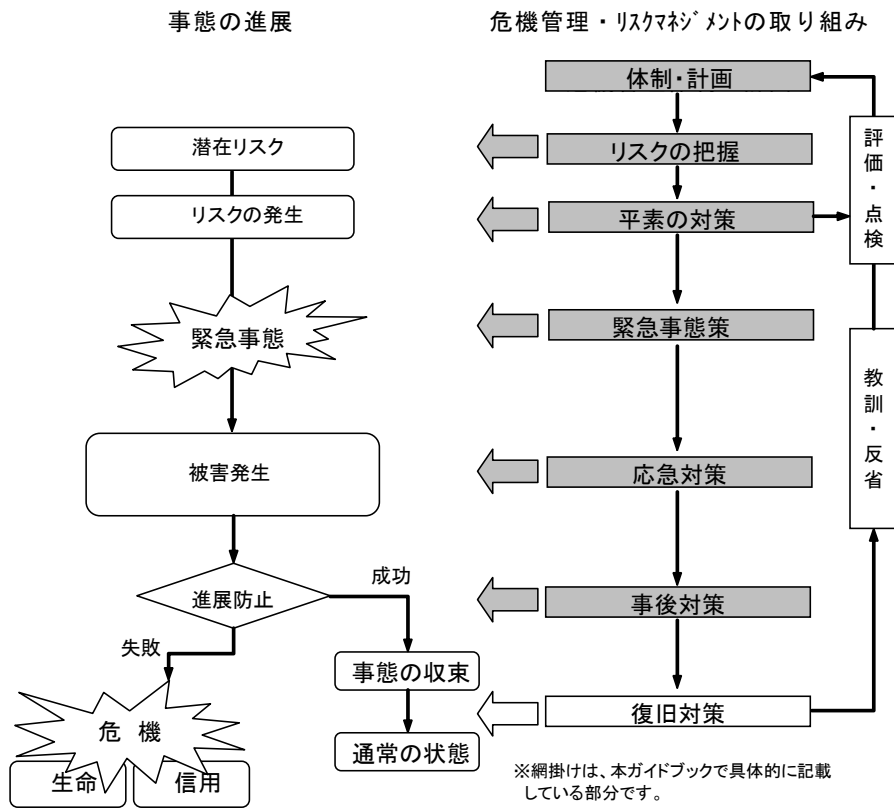 事態の進展
危機管理・リスクマネジメントの取り組み
潜在リスク
リスクの発生
緊急事態
被害発生
進展防止
成功
失敗
事態の収束
通常の状態
危 機
生命
信用
体制・計画
リスクの把握
平素の対策
緊急事態策
応急対策
事後対策
復旧対策
評価・点検
教訓・反省
※網掛けは、本ガイドブックで具体的に記載
している部分です。